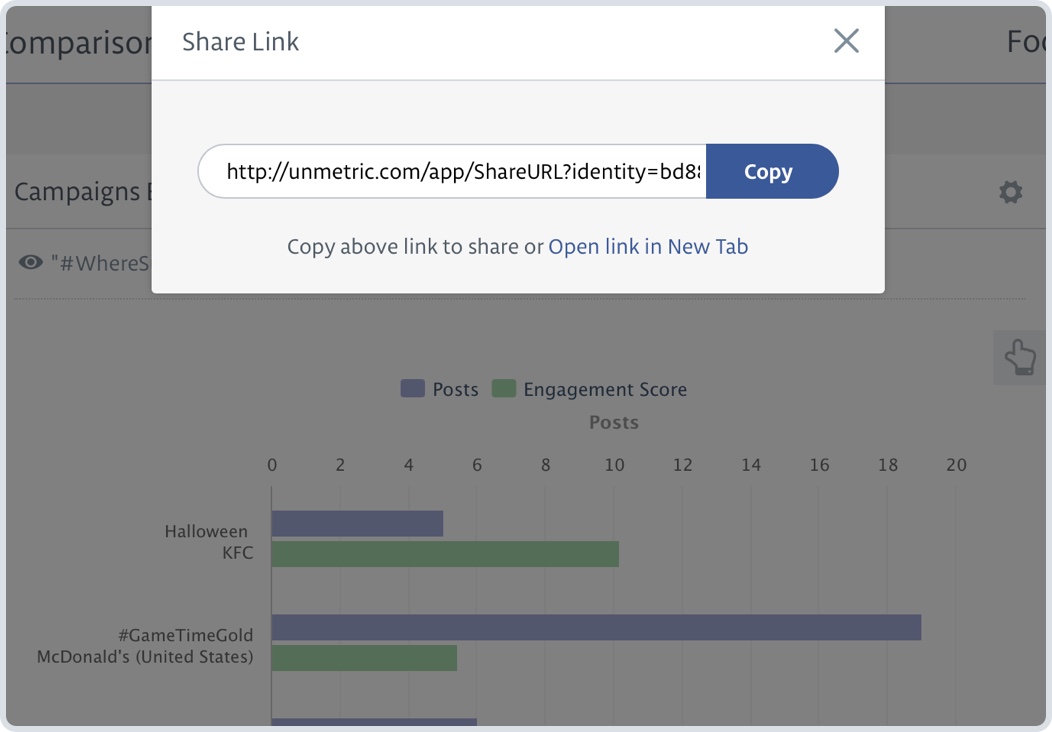 Share Link
http://unmetric.com/app/ShareURL?identity=bd8
Copy
Copy above link to share or Open link in New Tab
Comparison
Foo
Campaigns
"#WhereS
Posts
Engagement Score
Posts
0 2 4 6 8 10 12 14 16 18 20
Halloween
KFC
#GameTimeGold
McDonald's (United States)